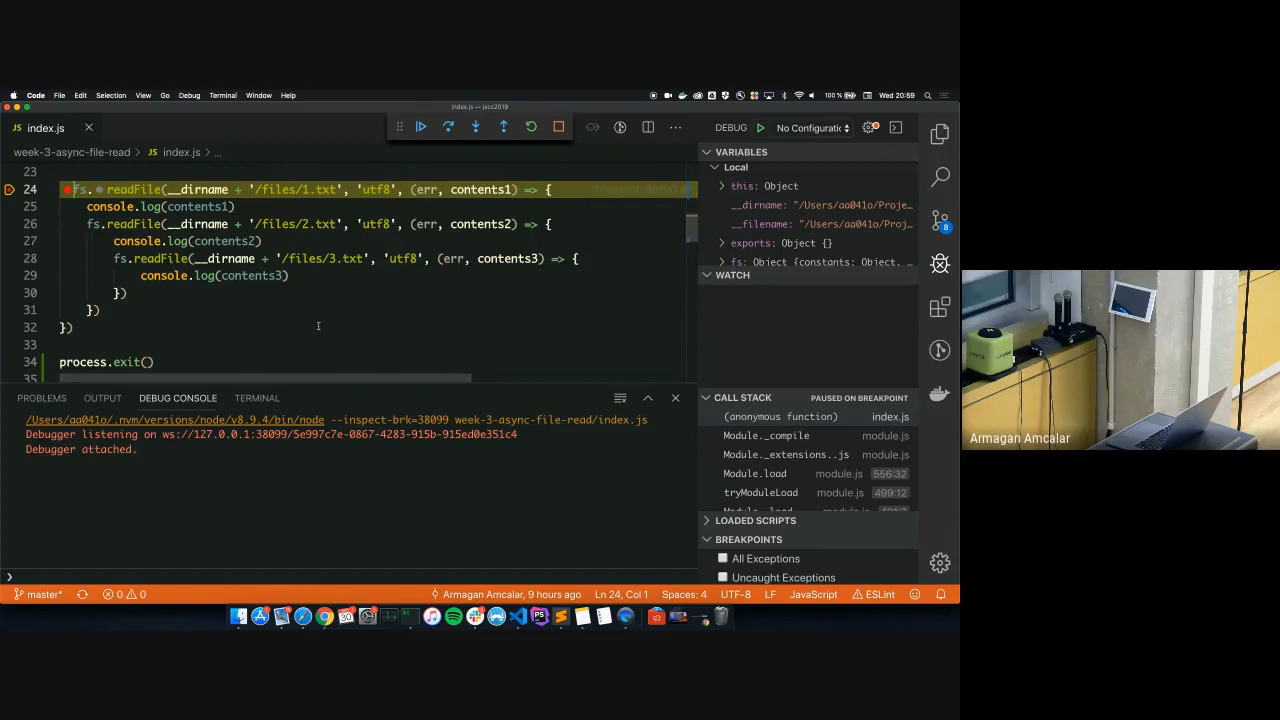 Code File Edit Selection View Go Debug Terminal Window Help
100 % Wed 20:59
index.js — jscc2019
JS index.js
DEBUG No Configuratic
week-3-async-file-read > JS index.js > ...
VARIABLES
Local
this: Object
__dirname: "/Users/aa041o/Proje…
__filename: "/Users/aa041o/Proj…
exports: Object {}
fs: Object {constants: Object, …
WATCH
23
24 fs. readFile(__dirname + '/files/1.txt', 'utf8', (err, contents1) => {
25 console.log(contents1)
26 fs.readFile(__dirname + '/files/2.txt', 'utf8', (err, contents2) => {
27 console.log(contents2)
28 fs.readFile(__dirname + '/files/3.txt', 'utf8', (err, contents3) => {
29 console.log(contents3)
30 })
31 })
32 })
33
34 process.exit()
35
PROBLEMS OUTPUT DEBUG CONSOLE TERMINAL
/Users/aa041o/.nvm/versions/node/v8.9.4/bin/node --inspect-brk=38099 week-3-async-file-read/index.js
Debugger listening on ws://127.0.0.1:38099/5e997c7e-0867-4283-915b-915ed0e351c4
Debugger attached.
CALL STACK PAUSED ON BREAKPOINT
(anonymous function) index.js
Module._compile module.js
Module._extensions..js module.js
Module.load module.js 556:32
tryModuleLoad module.js 499:12
LOADED SCRIPTS
BREAKPOINTS
All Exceptions
Uncaught Exceptions
8
master* 0 0 Armagan Amcalar, 9 hours ago Ln 24, Col 1 Spaces: 4 UTF-8 LF JavaScript ESLint
Armagan Amcalar